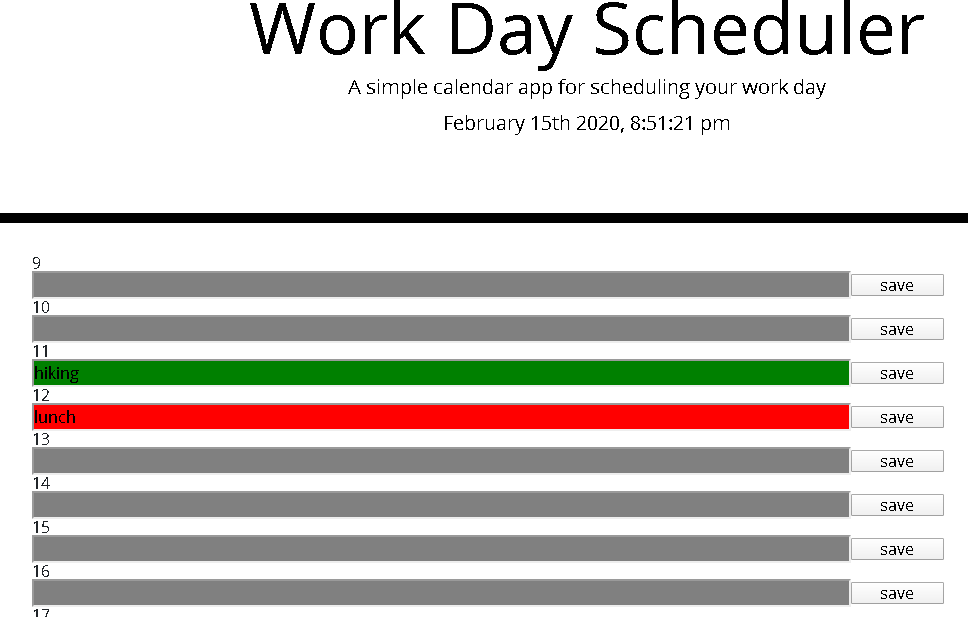 Work Day Scheduler
A simple calendar app for scheduling your work day
February 15th 2020, 8:51:21 pm
9
save
10
save
11
hiking save
12
lunch save
13
save
14
save
15
save
16
save
17